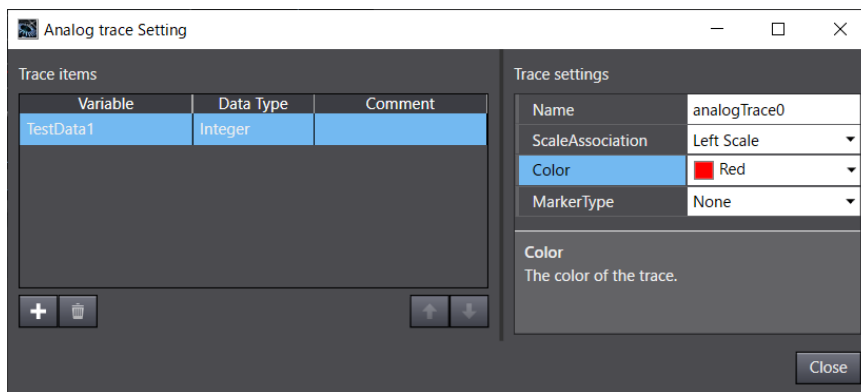 Analog trace Setting
Trace items
Variable Data Type Comment
TestData1 Integer
Trace settings
Name analogTrace0
ScaleAssociation Left Scale
Color Red
MarkerType None
Color
The color of the trace.
Close